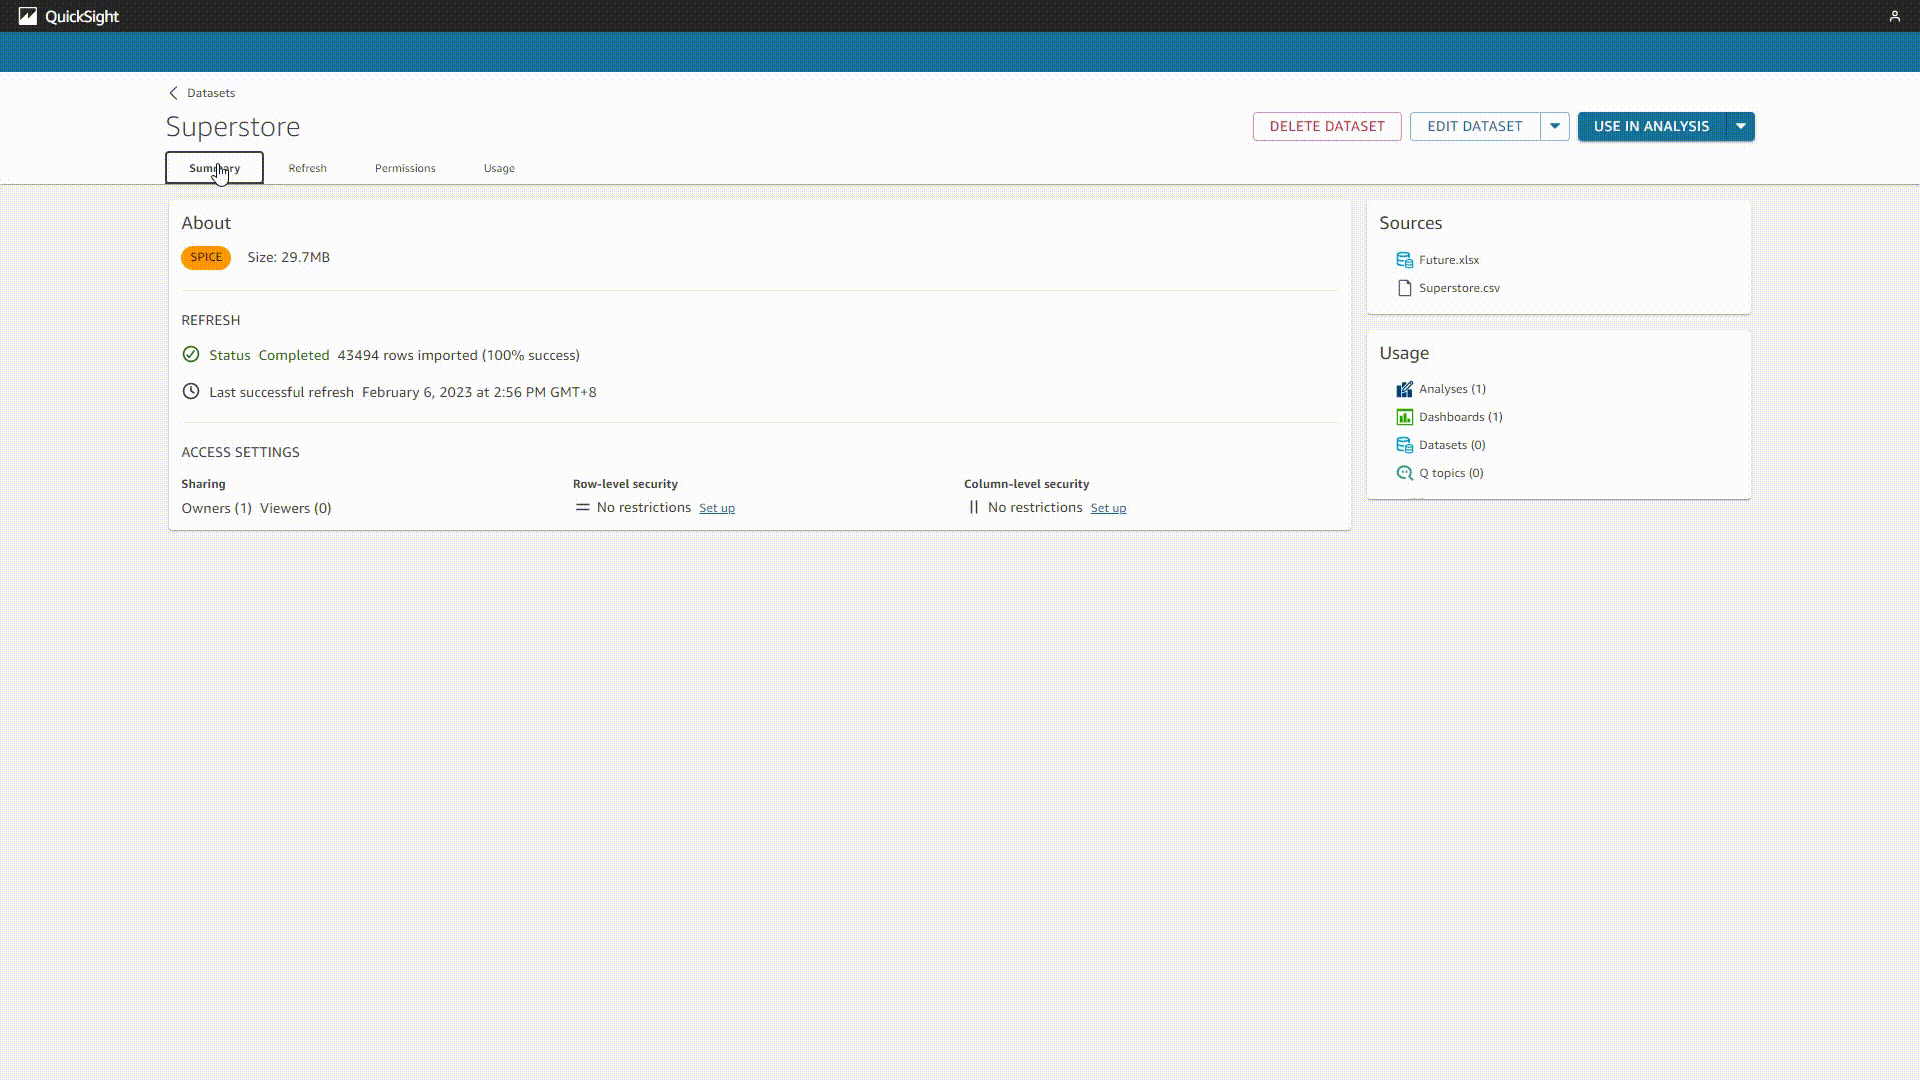 QuickSight
Datasets
Superstore
DELETE DATASET
EDIT DATASET
USE IN ANALYSIS
Summary
Refresh
Permissions
Usage
About
SPICE
Size: 29.7MB
REFRESH
Status Completed 43494 rows imported (100% success)
Last successful refresh February 6, 2023 at 2:56 PM GMT+8
ACCESS SETTINGS
Sharing
Owners (1) Viewers (0)
Row-level security
No restrictions Set up
Column-level security
No restrictions Set up
Sources
Future.xlsx
Superstore.csv
Usage
Analyses (1)
Dashboards (1)
Datasets (0)
Q topics (0)